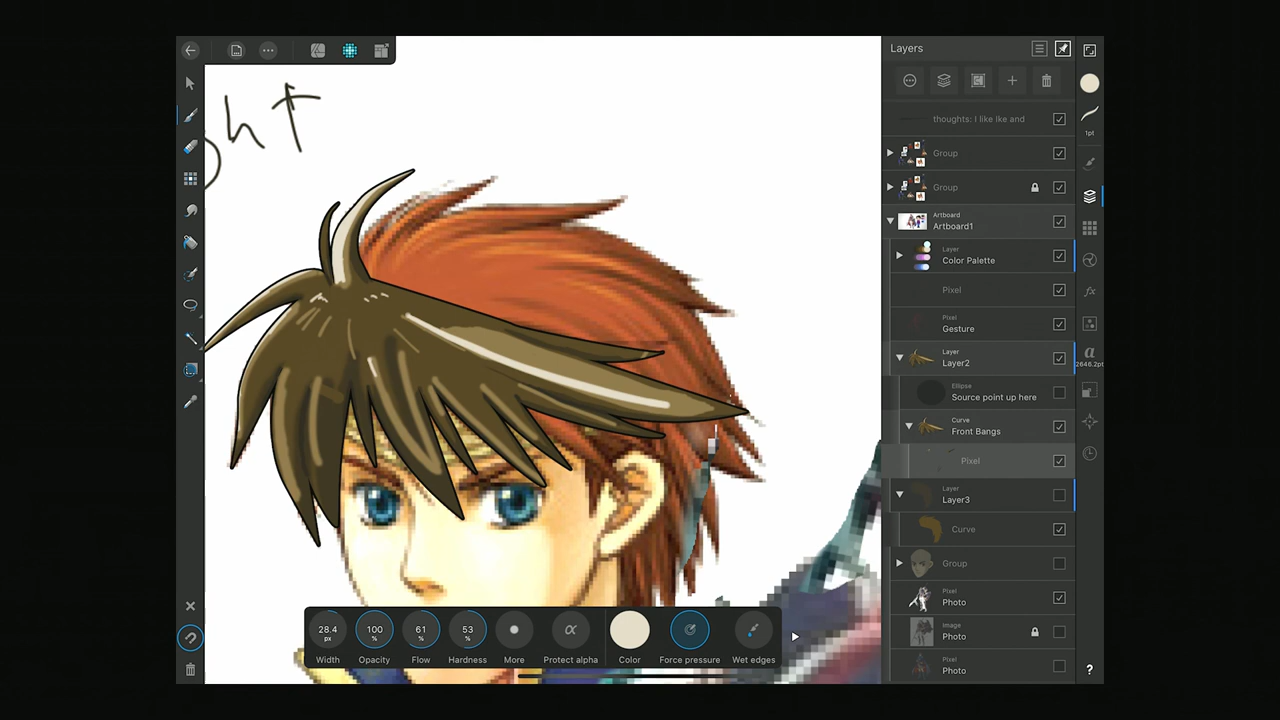 ght
Layers
thoughts: I like Ike and
1pt
Group
Group
Artboard
Artboard1
Layer
Color Palette
Pixel
Pixel
Gesture
Layer
Layer2
a
2646.2pt
Ellipse
Source point up here
Curve
Front Bangs
Pixel
Layer
Layer3
Curve
Group
Pixel
Photo
Image
Photo
Pixel
Photo
?
28.4 px
100 %
61 %
53 %
α
Width Opacity Flow Hardness More Protect alpha Color Force pressure Wet edges
fx